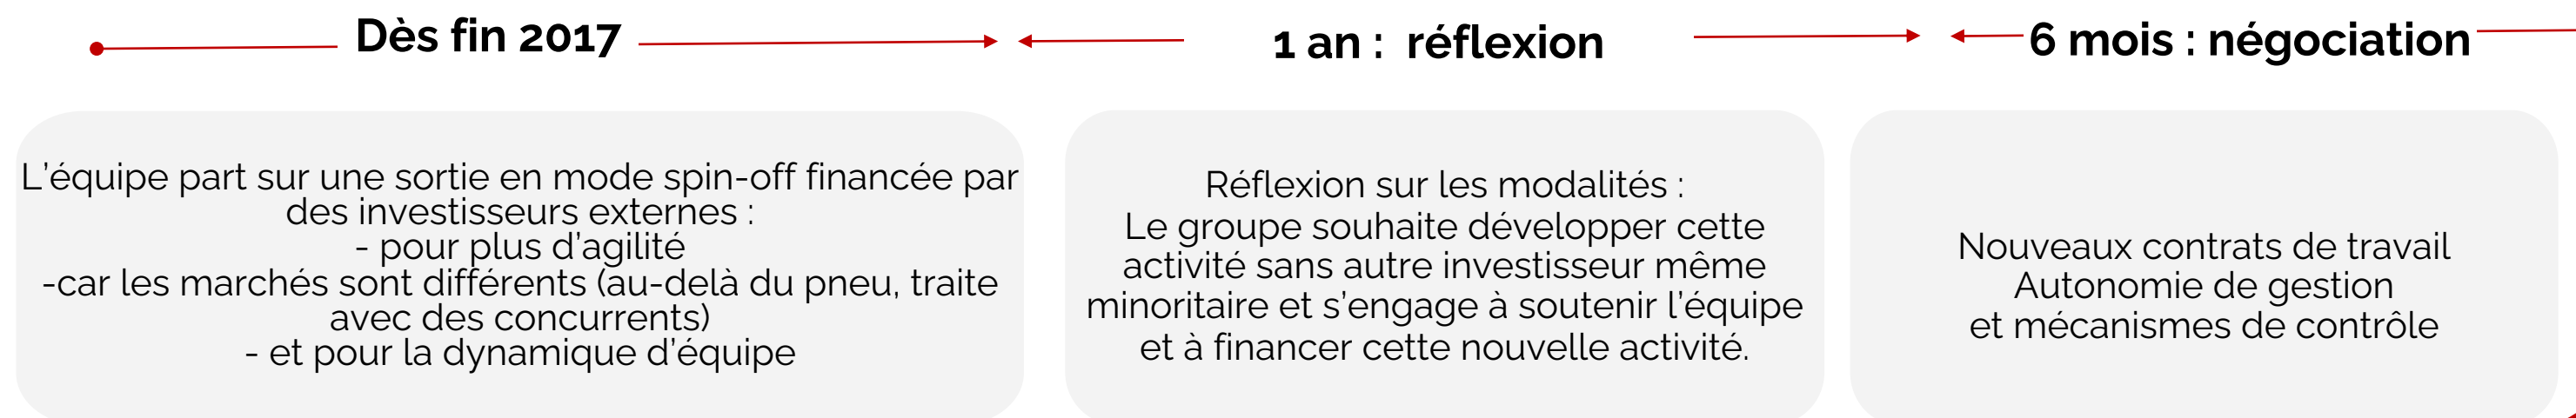 Dès fin 2017
1 an :  réflexion
6 mois : négociation
L’équipe part sur une sortie en mode spin-off financée par
des investisseurs externes :
- pour plus d’agilité
-car les marchés sont différents (au-delà du pneu, traite
avec des concurrents)
- et pour la dynamique d’équipe
Réflexion sur les modalités :
Le groupe souhaite développer cette
activité sans autre investisseur même
minoritaire et s’engage à soutenir l’équipe
et à financer cette nouvelle activité.
Nouveaux contrats de travail
Autonomie de gestion
et mécanismes de contrôle